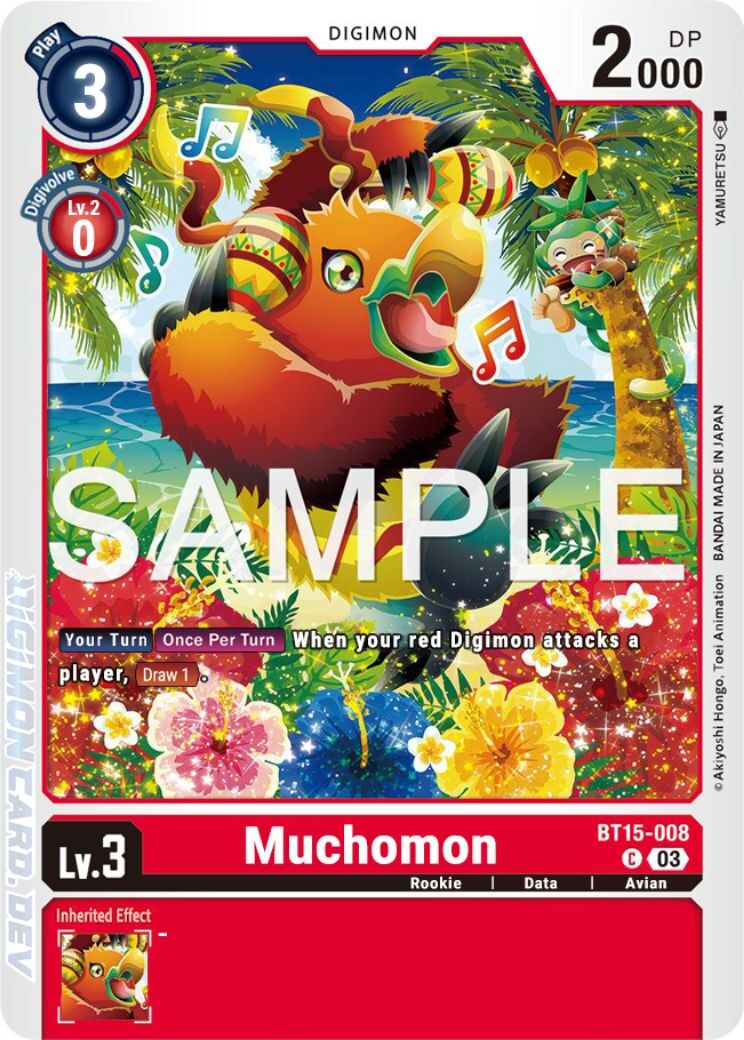 DIGIMON
Play
3
DP
2000
Digivolve
Lv.2
0
YAMURETSU
SAMPLE
Your Turn Once Per Turn When your red Digimon attacks a
player, Draw 1.
© Akiyoshi Hongo, Toei Animation BANDAI MADE IN JAPAN
DIGIMONCARD.DEV
Lv.3
Muchomon
BT15-008
C 03
Rookie | Data | Avian
Inherited Effect
-